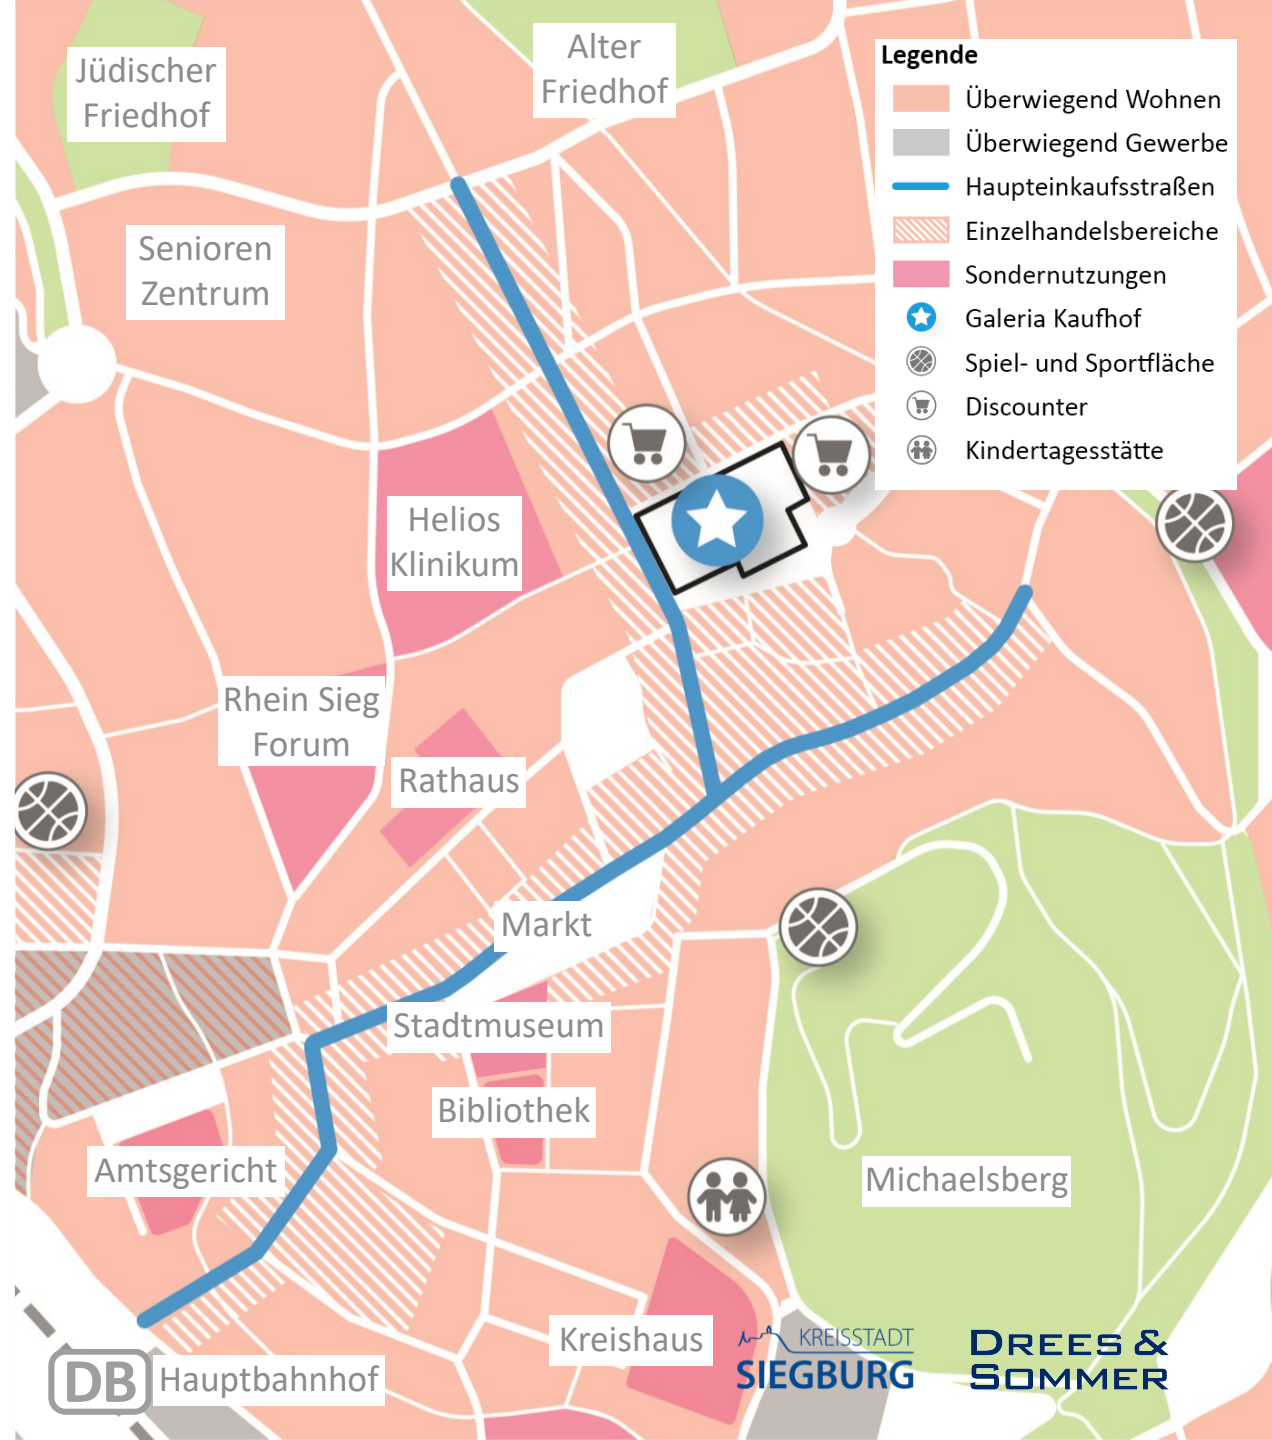 Jüdischer
Friedhof
Alter
Friedhof
Legende
Überwiegend Wohnen
Überwiegend Gewerbe
Haupteinkaufsstraßen
Einzelhandelsbereiche
Sondernutzungen
Galeria Kaufhof
Spiel- und Sportfläche
Discounter
Kindertagesstätte
Senioren
Zentrum
Helios
Klinikum
Rhein Sieg
Forum
Rathaus
Markt
Stadtmuseum
Bibliothek
Amtsgericht
Michaelsberg
Kreishaus
KREISSTADT
SIEGBURG
DREES &
SOMMER
DB
Hauptbahnhof